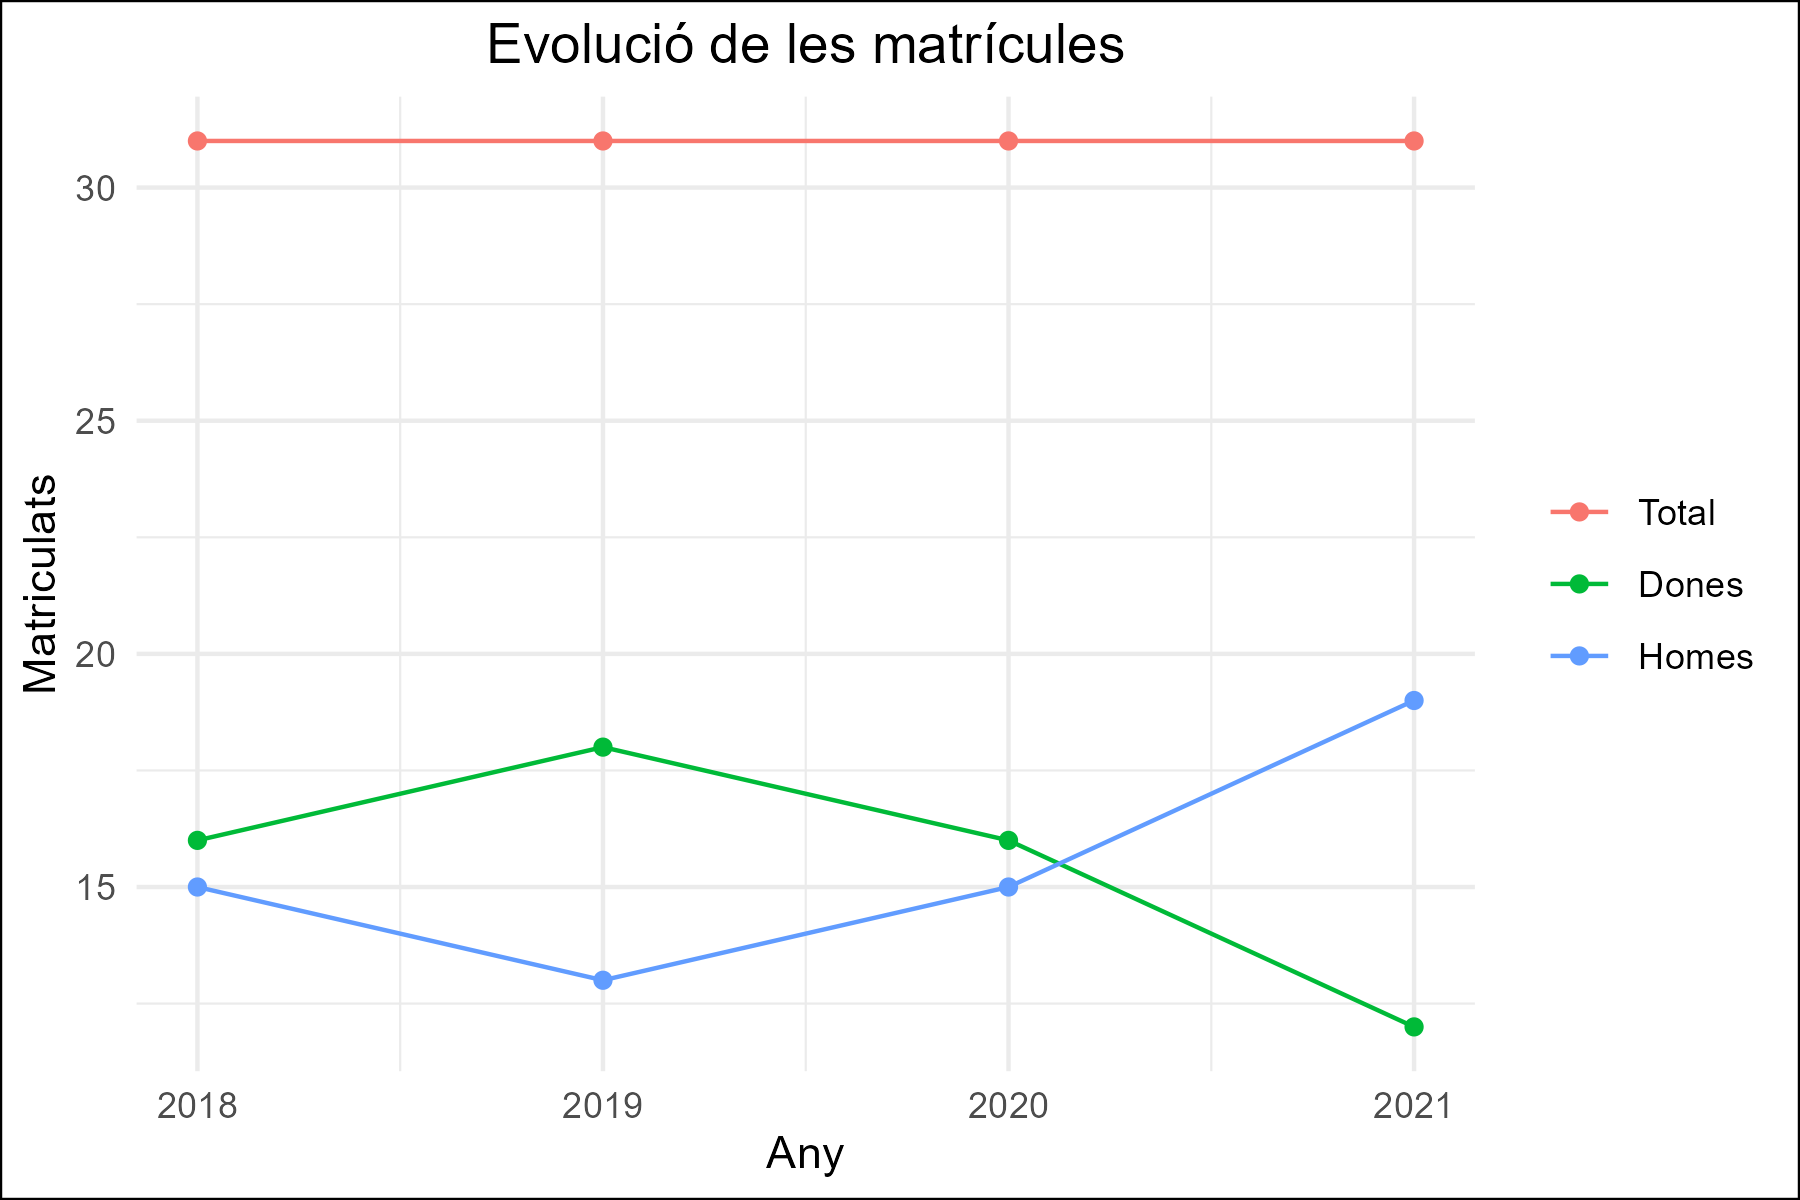 Evolució de les matrícules
30
25
20
15
Matriculats
2018 2019 2020 2021
Any
Total
Dones
Homes